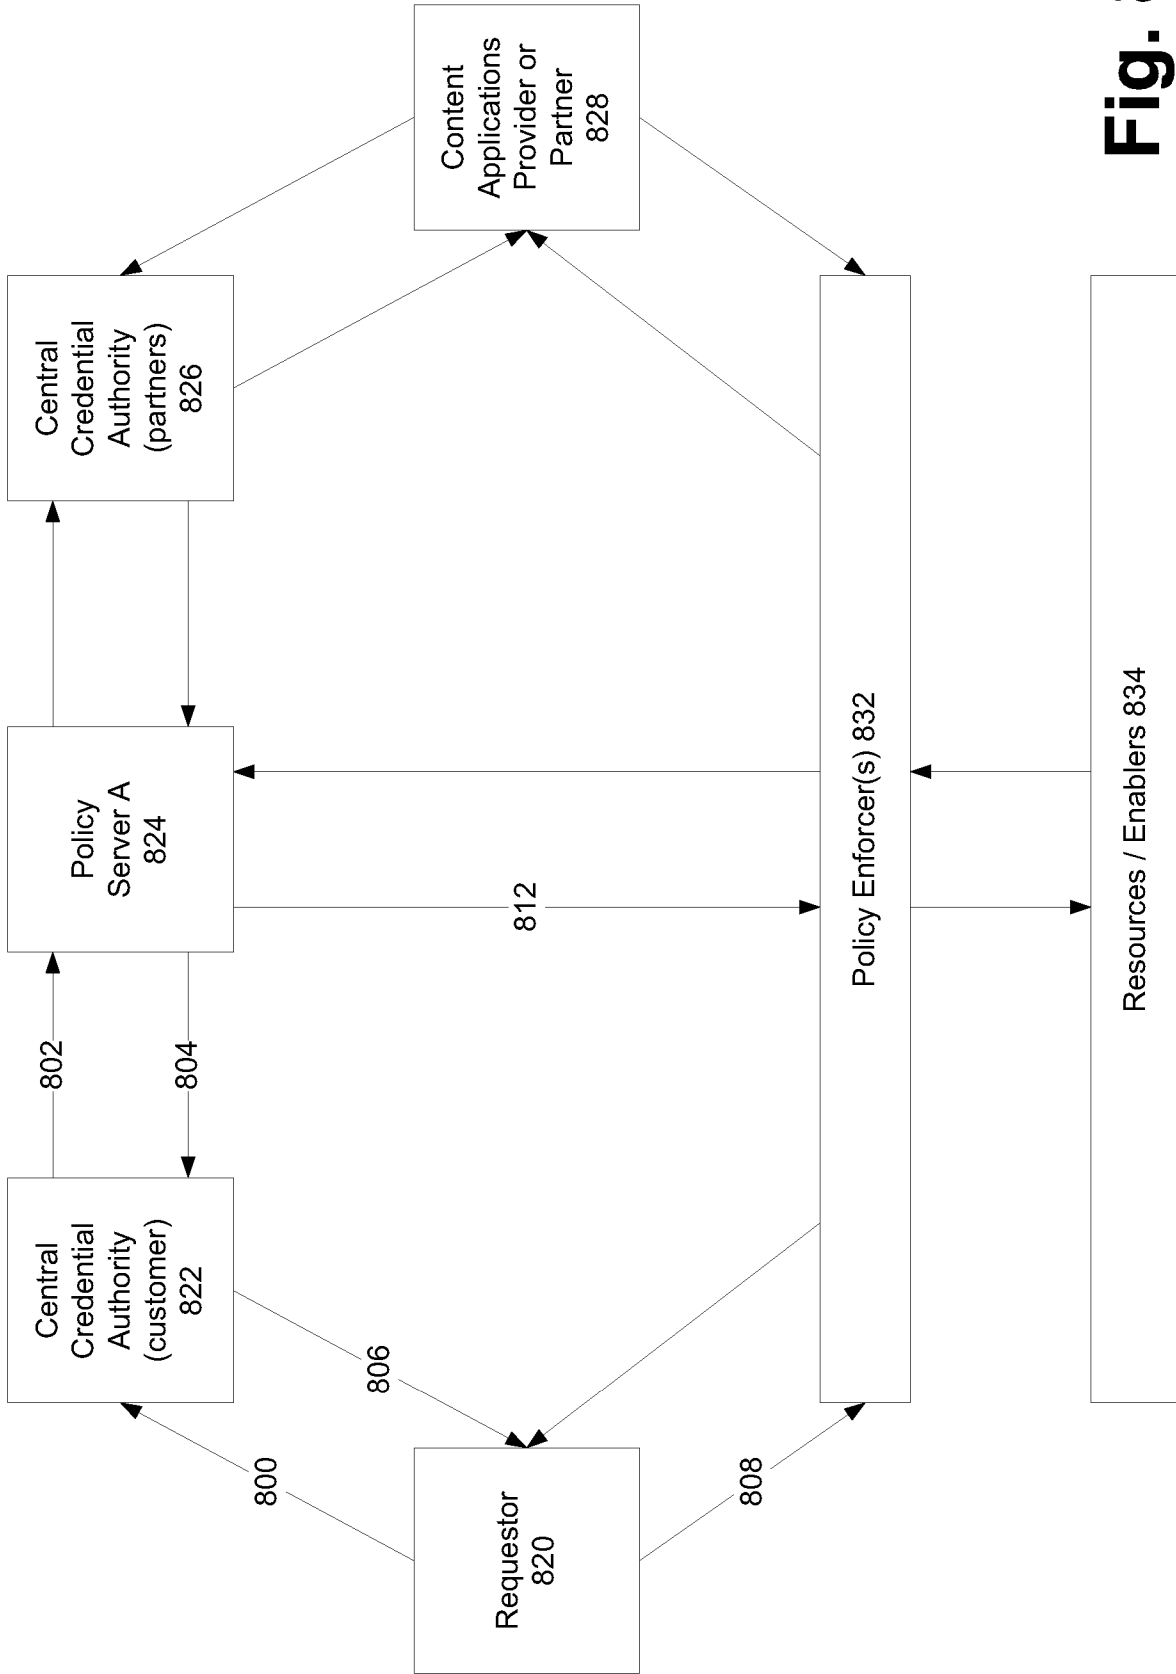 Central
Credential
Authority
(customer)
822
802
804
Policy
Server A
824
Central
Credential
Authority
(partners)
826
800
806
Requestor
820
808
812
Content
Applications
Provider or
Partner
828
Policy Enforcer(s) 832
Resources / Enablers 834
Fig.